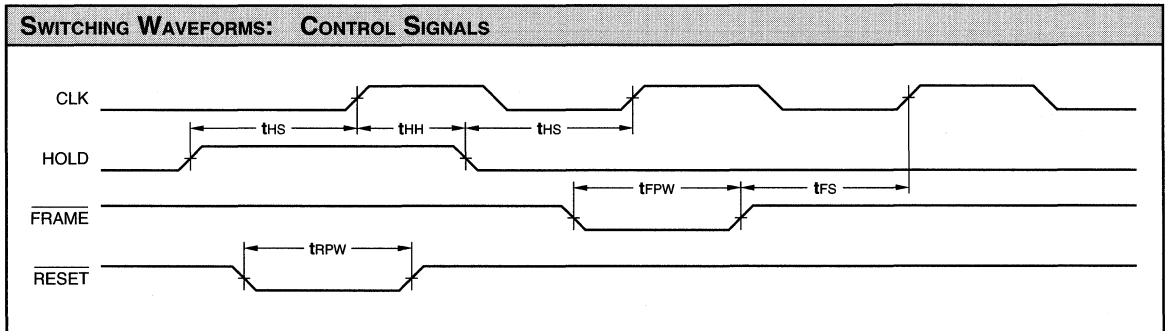 SWITCHING WAVEFORMS: CONTROL SIGNALS
CLK
tHS tHH tHS
HOLD
tFPW tFS
FRAME
tRPW
RESET